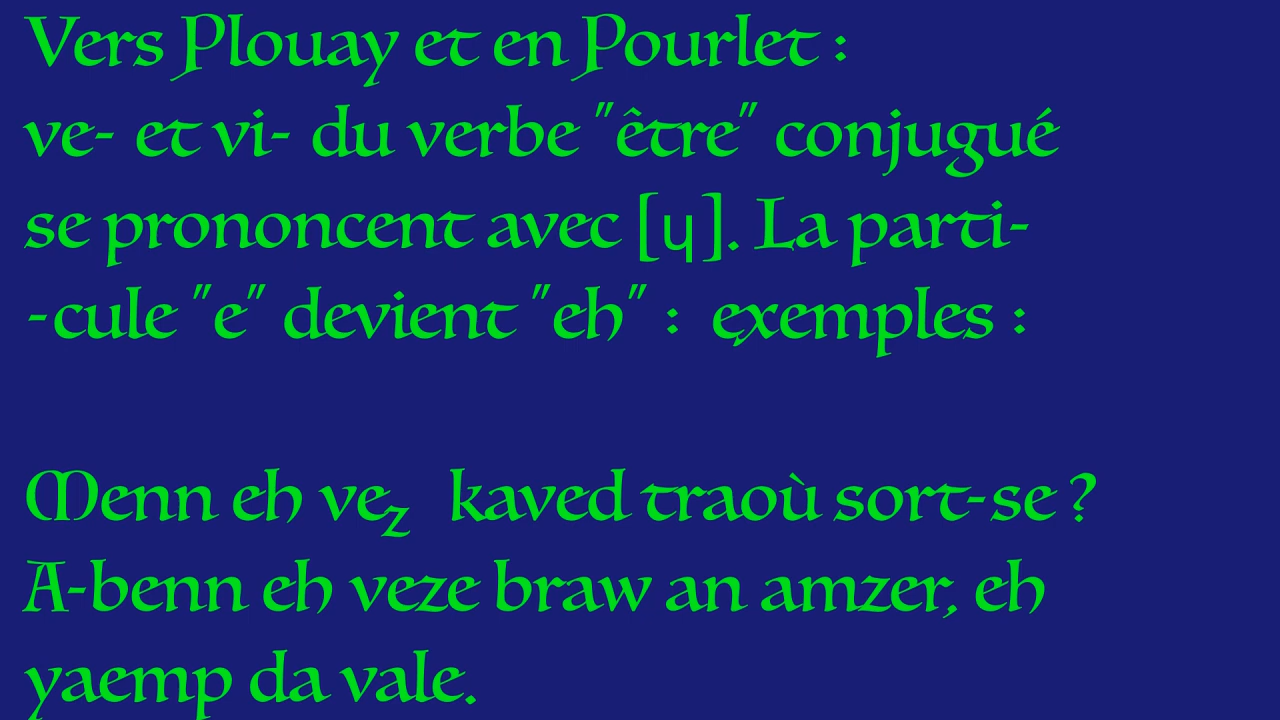 Vers Plouay et en Pourlet :
ve- et vi- du verbe "être" conjugué
se prononcent avec [ɥ]. La parti-
-cule "e" devient "eh" : exemples :
Menn eh vez kaved traoù sort-se ?
A-benn eh veze braw an amzer, eh
yaemp da vale.